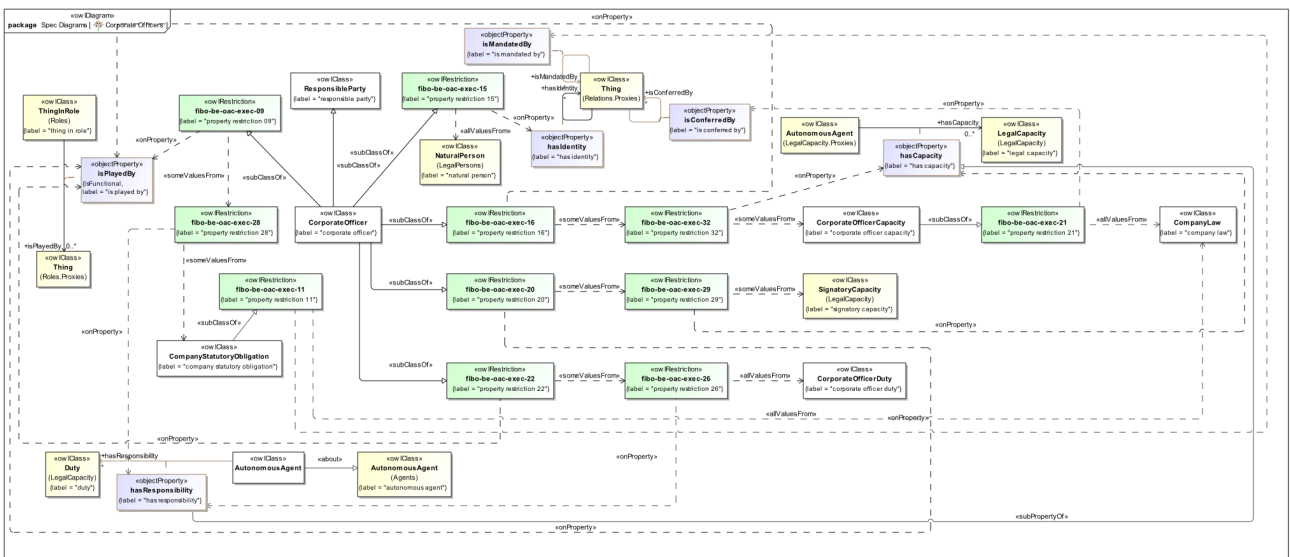 «owlDiagram»
package Spec Diagrams [ Corporate Officers ]
«onProperty»
«objectProperty»
isMandatedBy
{label = "is mandated by"}
«owlClass»
ThingInRole
(Roles)
{label = "thing in role"}
«owlRestriction»
fibo-be-oac-exec-09
{label = "property restriction 09"}
«owlClass»
ResponsibleParty
{label = "responsible party"}
«owlRestriction»
fibo-be-oac-exec-15
{label = "property restriction 15"}
+isMandatedBy
*
+hasIdentity
*
«owlClass»
Thing
(Relations.Proxies)
+isConferredBy
*
«objectProperty»
isConferredBy
{label = "is conferred by"}
«onProperty»
«owlClass»
AutonomousAgent
(LegalCapacity.Proxies)
+hasCapacity
0..*
«owlClass»
LegalCapacity
(LegalCapacity)
{label = "legal capacity"}
«onProperty»
«onProperty»
«allValuesFrom»
«objectProperty»
hasIdentity
{label = "has identity"}
«objectProperty»
hasCapacity
{label = "has capacity"}
«owlClass»
NaturalPerson
(LegalPersons)
{label = "natural person"}
«objectProperty»
isPlayedBy
{isFunctional,
label = "is played by"}
«someValuesFrom»
«subClassOf»
«subClassOf»
«subClassOf»
«onProperty»
«owlRestriction»
fibo-be-oac-exec-28
{label = "property restriction 28"}
«owlClass»
CorporateOfficer
{label = "corporate officer"}
«subClassOf»
«owlRestriction»
fibo-be-oac-exec-16
{label = "property restriction 16"}
«someValuesFrom»
«owlRestriction»
fibo-be-oac-exec-32
{label = "property restriction 32"}
«someValuesFrom»
«owlClass»
CorporateOfficerCapacity
{label = "corporate officer capacity"}
«subClassOf»
«owlRestriction»
fibo-be-oac-exec-21
{label = "property restriction 21"}
«allValuesFrom»
«owlClass»
CompanyLaw
{label = "company law"}
+isPlayedBy 0..*
«owlClass»
Thing
(Roles.Proxies)
«someValuesFrom»
«owlRestriction»
fibo-be-oac-exec-11
{label = "property restriction 11"}
«subClassOf»
«subClassOf»
«owlRestriction»
fibo-be-oac-exec-20
{label = "property restriction 20"}
«someValuesFrom»
«owlRestriction»
fibo-be-oac-exec-29
{label = "property restriction 29"}
«someValuesFrom»
«owlClass»
SignatoryCapacity
(LegalCapacity)
{label = "signatory capacity"}
«onProperty»
«onProperty»
«owlClass»
CompanyStatutoryObligation
{label = "company statutory obligation"}
«subClassOf»
«owlRestriction»
fibo-be-oac-exec-22
{label = "property restriction 22"}
«someValuesFrom»
«owlRestriction»
fibo-be-oac-exec-26
{label = "property restriction 26"}
«allValuesFrom»
«owlClass»
CorporateOfficerDuty
{label = "corporate officer duty"}
«allValuesFrom»
«onProperty»
«onProperty»
«onProperty»
«owlClass»
Duty
(LegalCapacity)
{label = "duty"}
+hasResponsibility
*
«owlClass»
AutonomousAgent
«about»
«owlClass»
AutonomousAgent
(Agents)
{label = "autonomous agent"}
«objectProperty»
hasResponsibility
{label = "has responsibility"}
«subPropertyOf»
«onProperty»